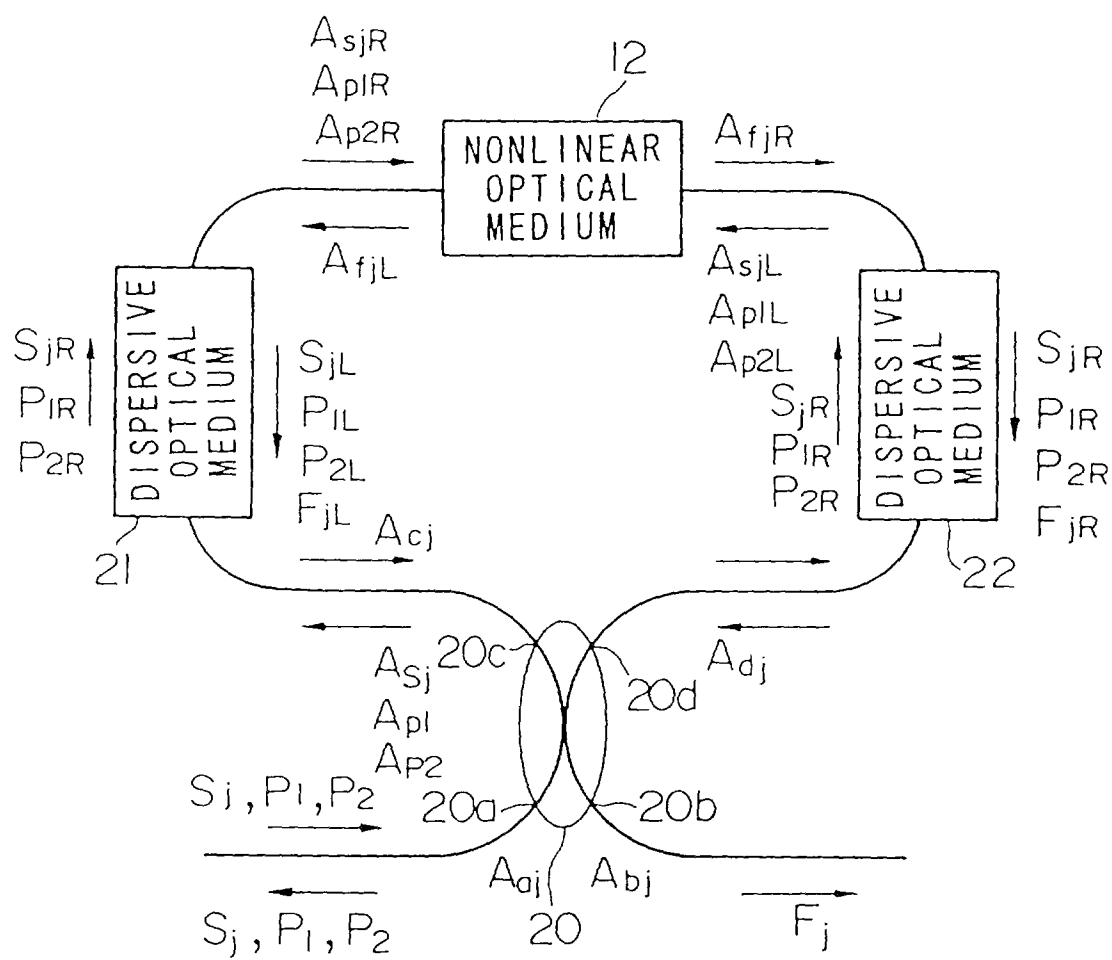 AsjR
Ap1R
Ap2R
12
NONLINEAR
OPTICAL
MEDIUM
AfjR
AfjL
AsjL
Ap1L
Ap2L
SjR
P1R
P2R
DISPERSIVE
OPTICAL
MEDIUM
SjL
P1L
P2L
FjL
SjR
P1R
P2R
DISPERSIVE
OPTICAL
MEDIUM
SjR
P1R
P2R
FjR
21
Acj
22
ASj
Ap1
AP2
20c
20d
Adj
Sj, P1, P2
20a
20b
Aaj
Abj
Sj, P1, P2
20
Fj